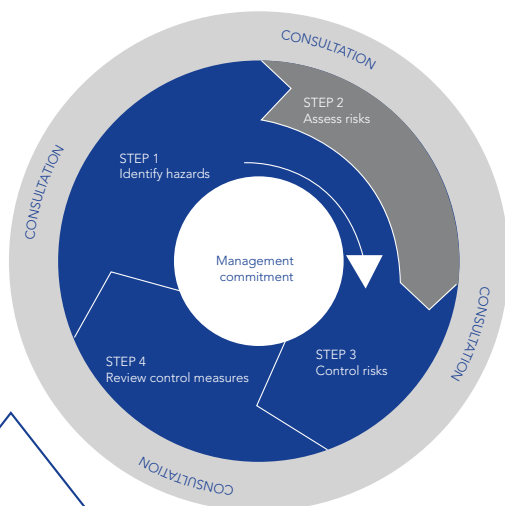 CONSULTATION
STEP 2
Assess risks
STEP 1
Identify hazards
CONSULTATION
Management
commitment
CONSULTATION
STEP 3
Control risks
STEP 4
Review control measures
CONSULTATION